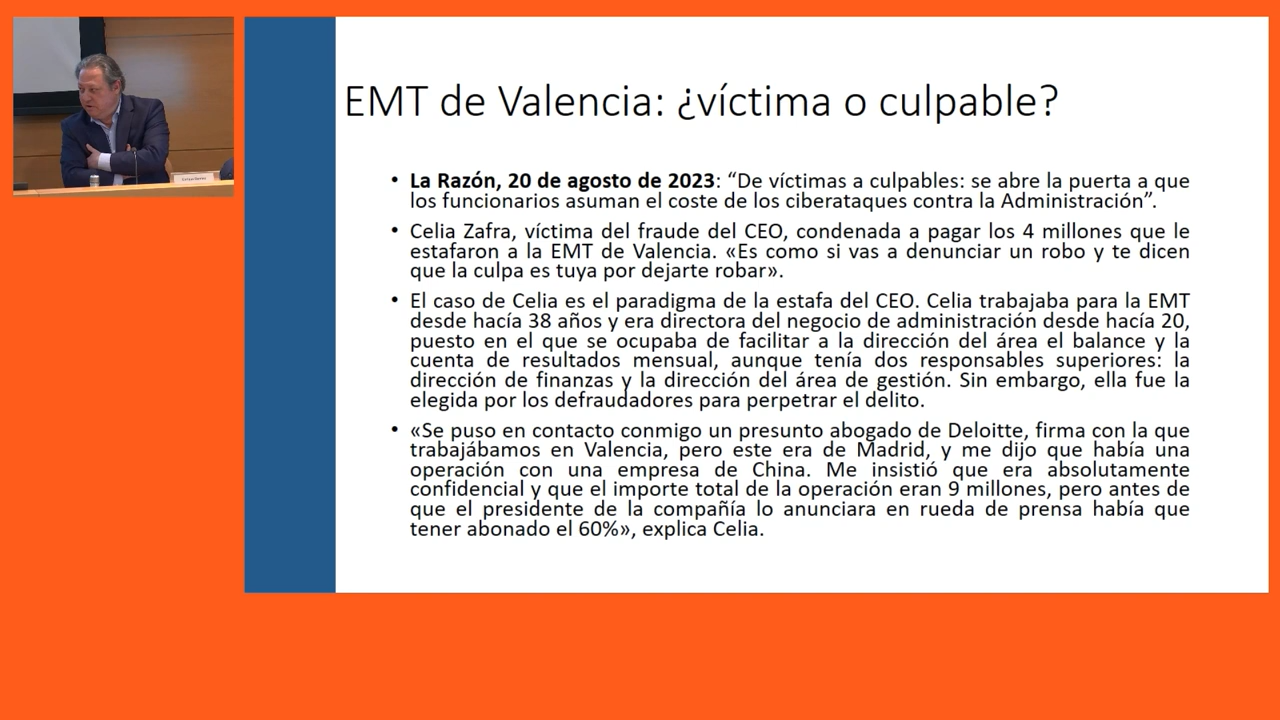 EMT de Valencia: ¿víctima o culpable?
• La Razón, 20 de agosto de 2023: “De víctimas a culpables: se abre la puerta a que
los funcionarios asuman el coste de los ciberataques contra la Administración”.
• Celia Zafra, víctima del fraude del CEO, condenada a pagar los 4 millones que le
estafaron a la EMT de Valencia. «Es como si vas a denunciar un robo y te dicen
que la culpa es tuya por dejarte robar».
• El caso de Celia es el paradigma de la estafa del CEO. Celia trabajaba para la EMT
desde hacía 38 años y era directora del negocio de administración desde hacía 20,
puesto en el que se ocupaba de facilitar a la dirección del área el balance y la
cuenta de resultados mensual, aunque tenía dos responsables superiores: la
dirección de finanzas y la dirección del área de gestión. Sin embargo, ella fue la
elegida por los defraudadores para perpetrar el delito.
• «Se puso en contacto conmigo un presunto abogado de Deloitte, firma con la que
trabajábamos en Valencia, pero este era de Madrid, y me dijo que había una
operación con una empresa de China. Me insistió que era absolutamente
confidencial y que el importe total de la operación eran 9 millones, pero antes de
que el presidente de la compañía lo anunciara en rueda de prensa había que
tener abonado el 60%», explica Celia.